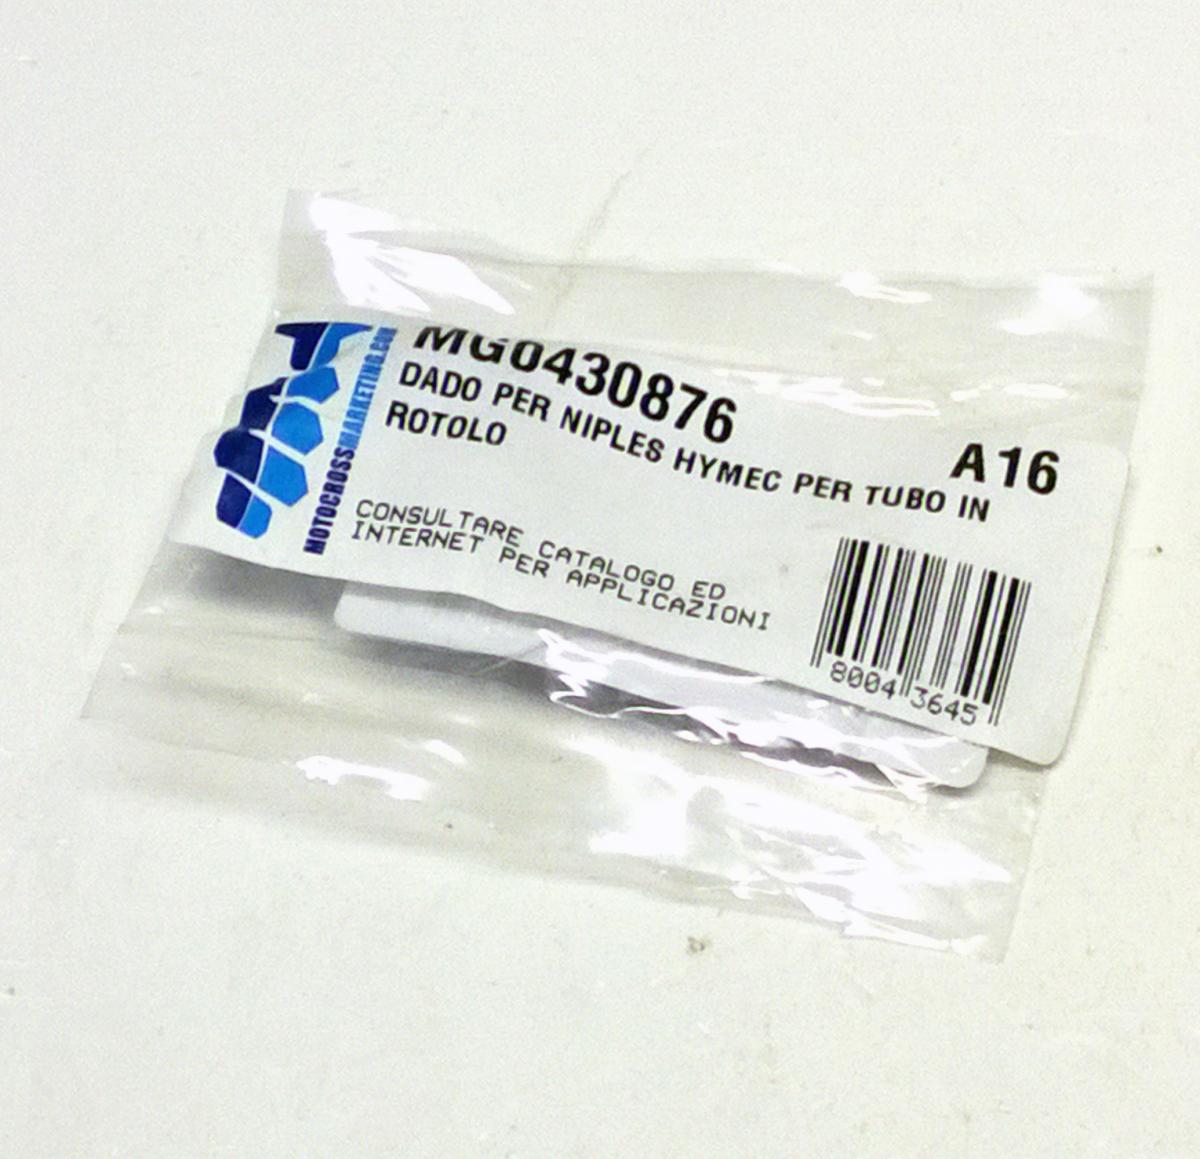 MG0430876
DADO PER NIPLES HYMEC PER TUBO IN
ROTOLO
A16
CONSULTARE CATALOGO ED
INTERNET PER APPLICAZIONI
MOTOCROSSMARKETING.COM
8004 3645